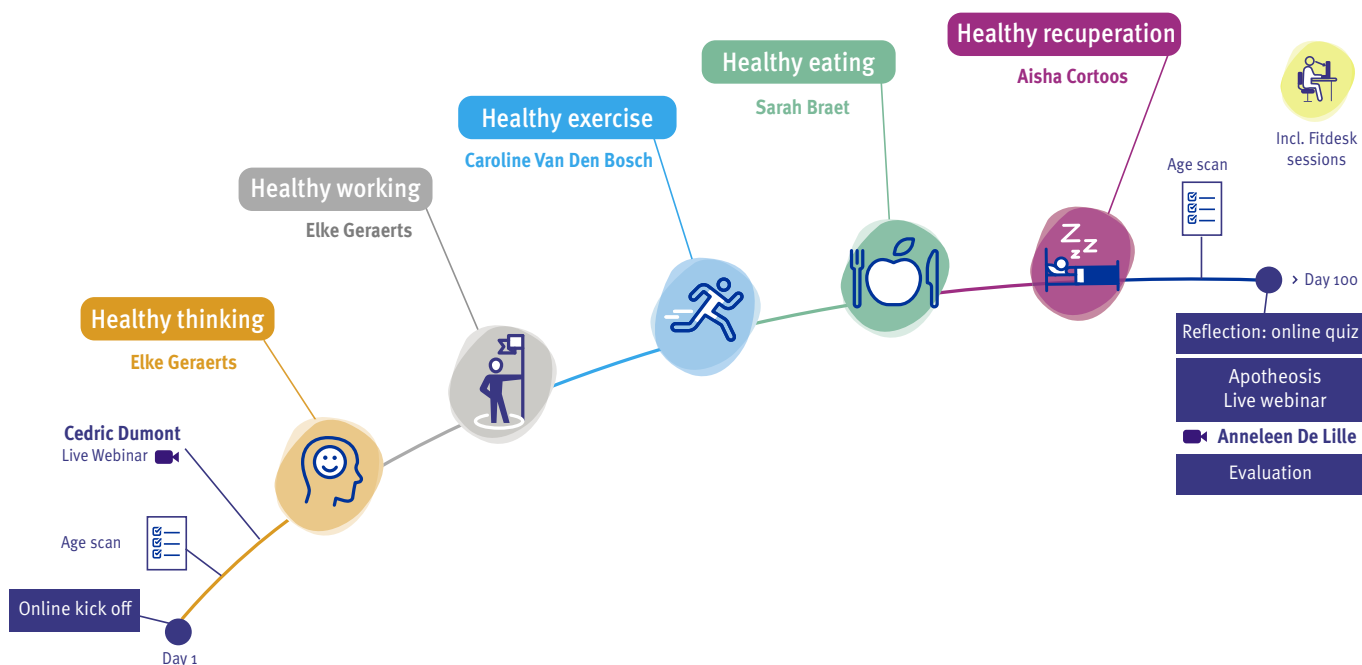 Healthy recuperation
Aisha Cortoos
Healthy eating
Sarah Braet
Healthy exercise
Caroline Van Den Bosch
Healthy working
Elke Geraerts
Healthy thinking
Elke Geraerts
Cedric Dumont
Live Webinar
Age scan
Online kick off
Day 1
Zzz
Incl. Fitdesk
sessions
Age scan
> Day 100
Reflection: online quiz
Apotheosis
Live webinar
Anneleen De Lille
Evaluation